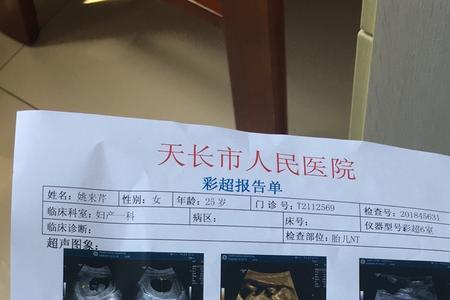 天长市人民医院
彩超报告单
姓名: 姚来芹 性别: 女 年龄: 25岁 门诊号: T2112569 检查号: 201845631
临床科室: 妇产一科 病区: 床号: 仪器型号彩超6室
临床诊断: 检查部位: 胎儿NT
超声图象: